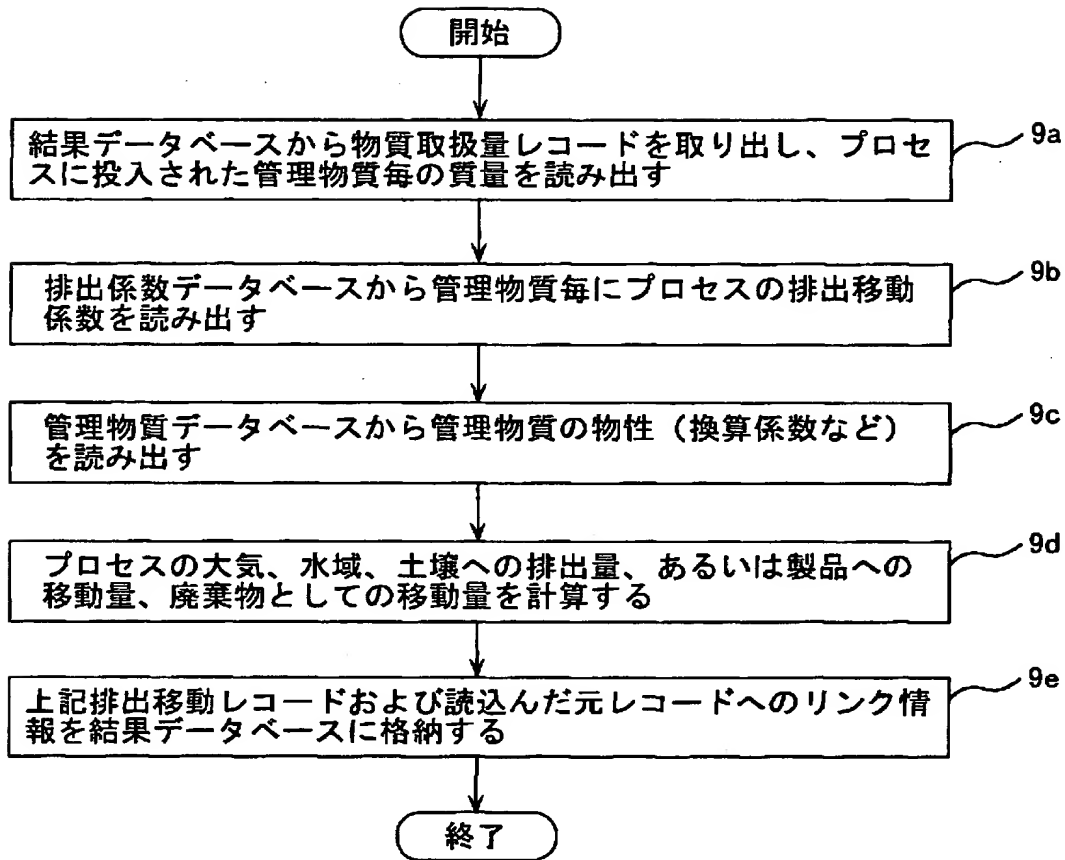 開始
結果データベースから物質取扱量レコードを取り出し、プロセ
スに投入された管理物質毎の質量を読み出す
9a
排出係数データベースから管理物質毎にプロセスの排出移動
係数を読み出す
9b
管理物質データベースから管理物質の物性（換算係数など）
を読み出す
9c
プロセスの大気、水域、土壌への排出量、あるいは製品への
移動量、廃棄物としての移動量を計算する
9d
上記排出移動レコードおよび読込んだ元レコードへのリンク情
報を結果データベースに格納する
9e
終了